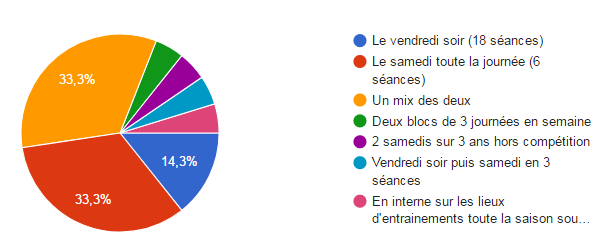 33,3%
14,3%
33,3%
Le vendredi soir (18 séances)
Le samedi toute la journée (6
séances)
Un mix des deux
Deux blocs de 3 journées en semaine
2 samedis sur 3 ans hors compétition
Vendredi soir puis samedi en 3
séances
En interne sur les lieux
d'entrainements toute la saison sou...